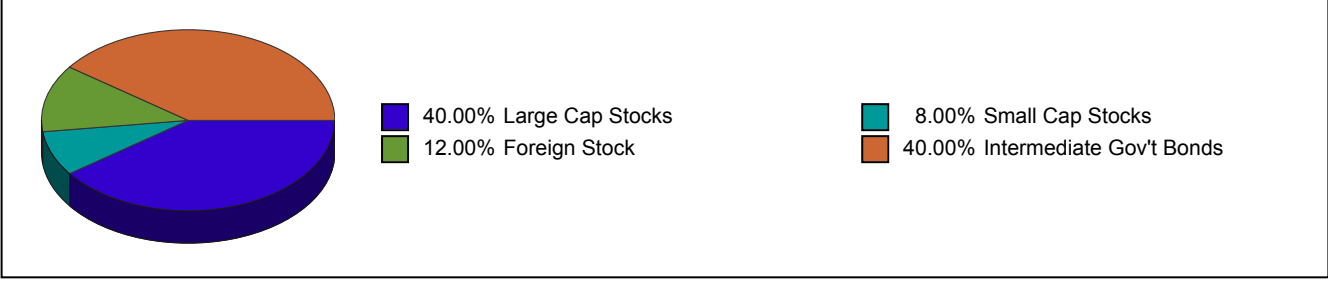 40.00% Large Cap Stocks
8.00% Small Cap Stocks
12.00% Foreign Stock
40.00% Intermediate Gov't Bonds